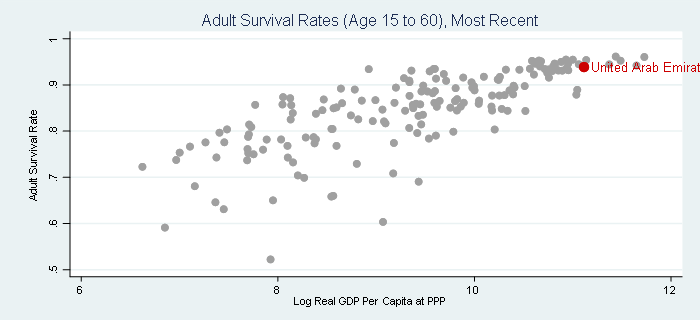 Adult Survival Rates (Age 15 to 60), Most Recent
1
.9
.8
.7
.6
.5
Adult Survival Rate
United Arab Emirat
6
8
10
12
Log Real GDP Per Capita at PPP